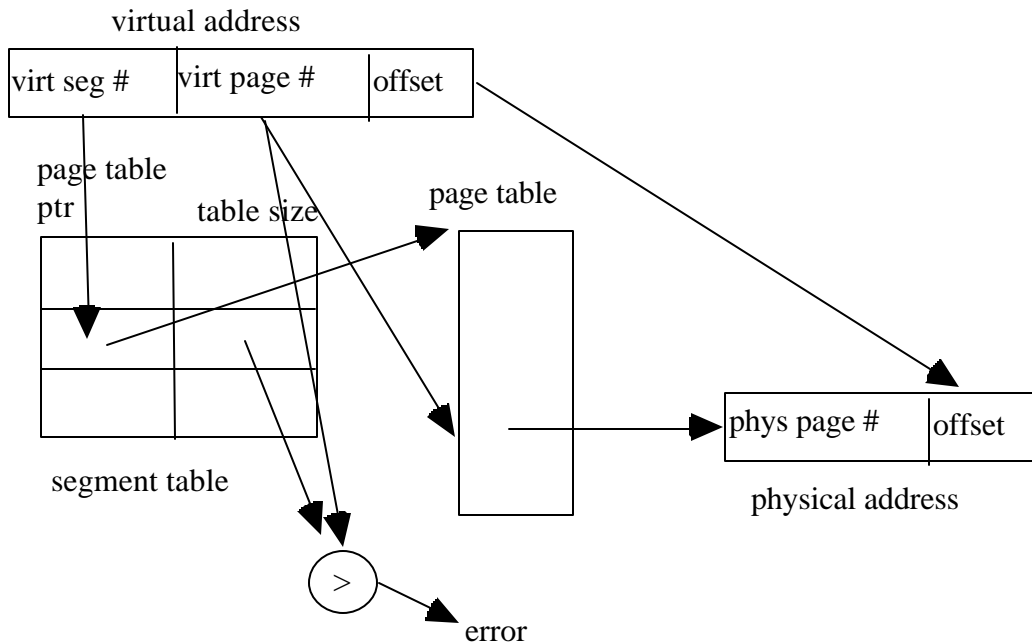 virtual address
virt seg # virt page # offset
page table
ptr
table size
page table
phys page # offset
segment table
physical address
>
error